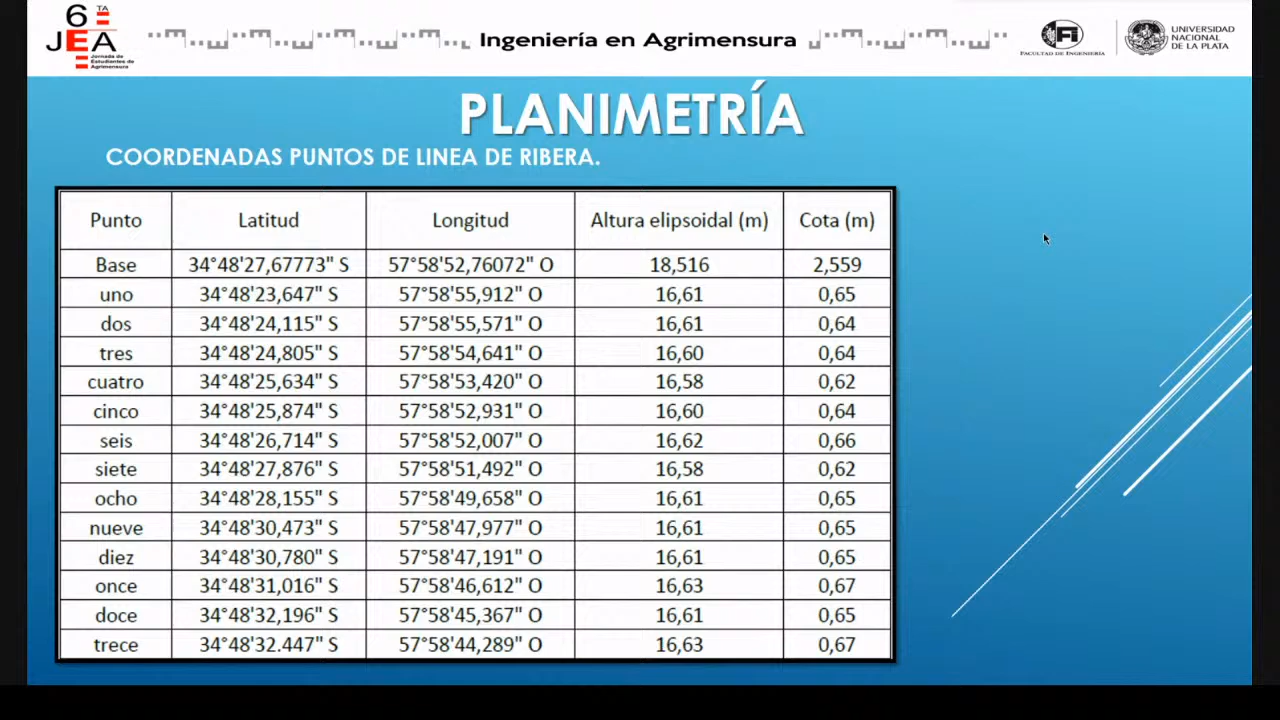 6 TA
JEA
Jornada de
Estudiantes de
Agrimensura
Ingeniería en Agrimensura
FI
FACULTAD DE INGENIERÍA
UNIVERSIDAD
NACIONAL
DE LA PLATA
PLANIMETRÍA
COORDENADAS PUNTOS DE LINEA DE RIBERA.
Punto Latitud Longitud Altura elipsoidal (m) Cota (m)
Base 34°48'27,67773" S 57°58'52,76072" O 18,516 2,559
uno 34°48'23,647" S 57°58'55,912" O 16,61 0,65
dos 34°48'24,115" S 57°58'55,571" O 16,61 0,64
tres 34°48'24,805" S 57°58'54,641" O 16,60 0,64
cuatro 34°48'25,634" S 57°58'53,420" O 16,58 0,62
cinco 34°48'25,874" S 57°58'52,931" O 16,60 0,64
seis 34°48'26,714" S 57°58'52,007" O 16,62 0,66
siete 34°48'27,876" S 57°58'51,492" O 16,58 0,62
ocho 34°48'28,155" S 57°58'49,658" O 16,61 0,65
nueve 34°48'30,473" S 57°58'47,977" O 16,61 0,65
diez 34°48'30,780" S 57°58'47,191" O 16,61 0,65
once 34°48'31,016" S 57°58'46,612" O 16,63 0,67
doce 34°48'32,196" S 57°58'45,367" O 16,61 0,65
trece 34°48'32.447" S 57°58'44,289" O 16,63 0,67